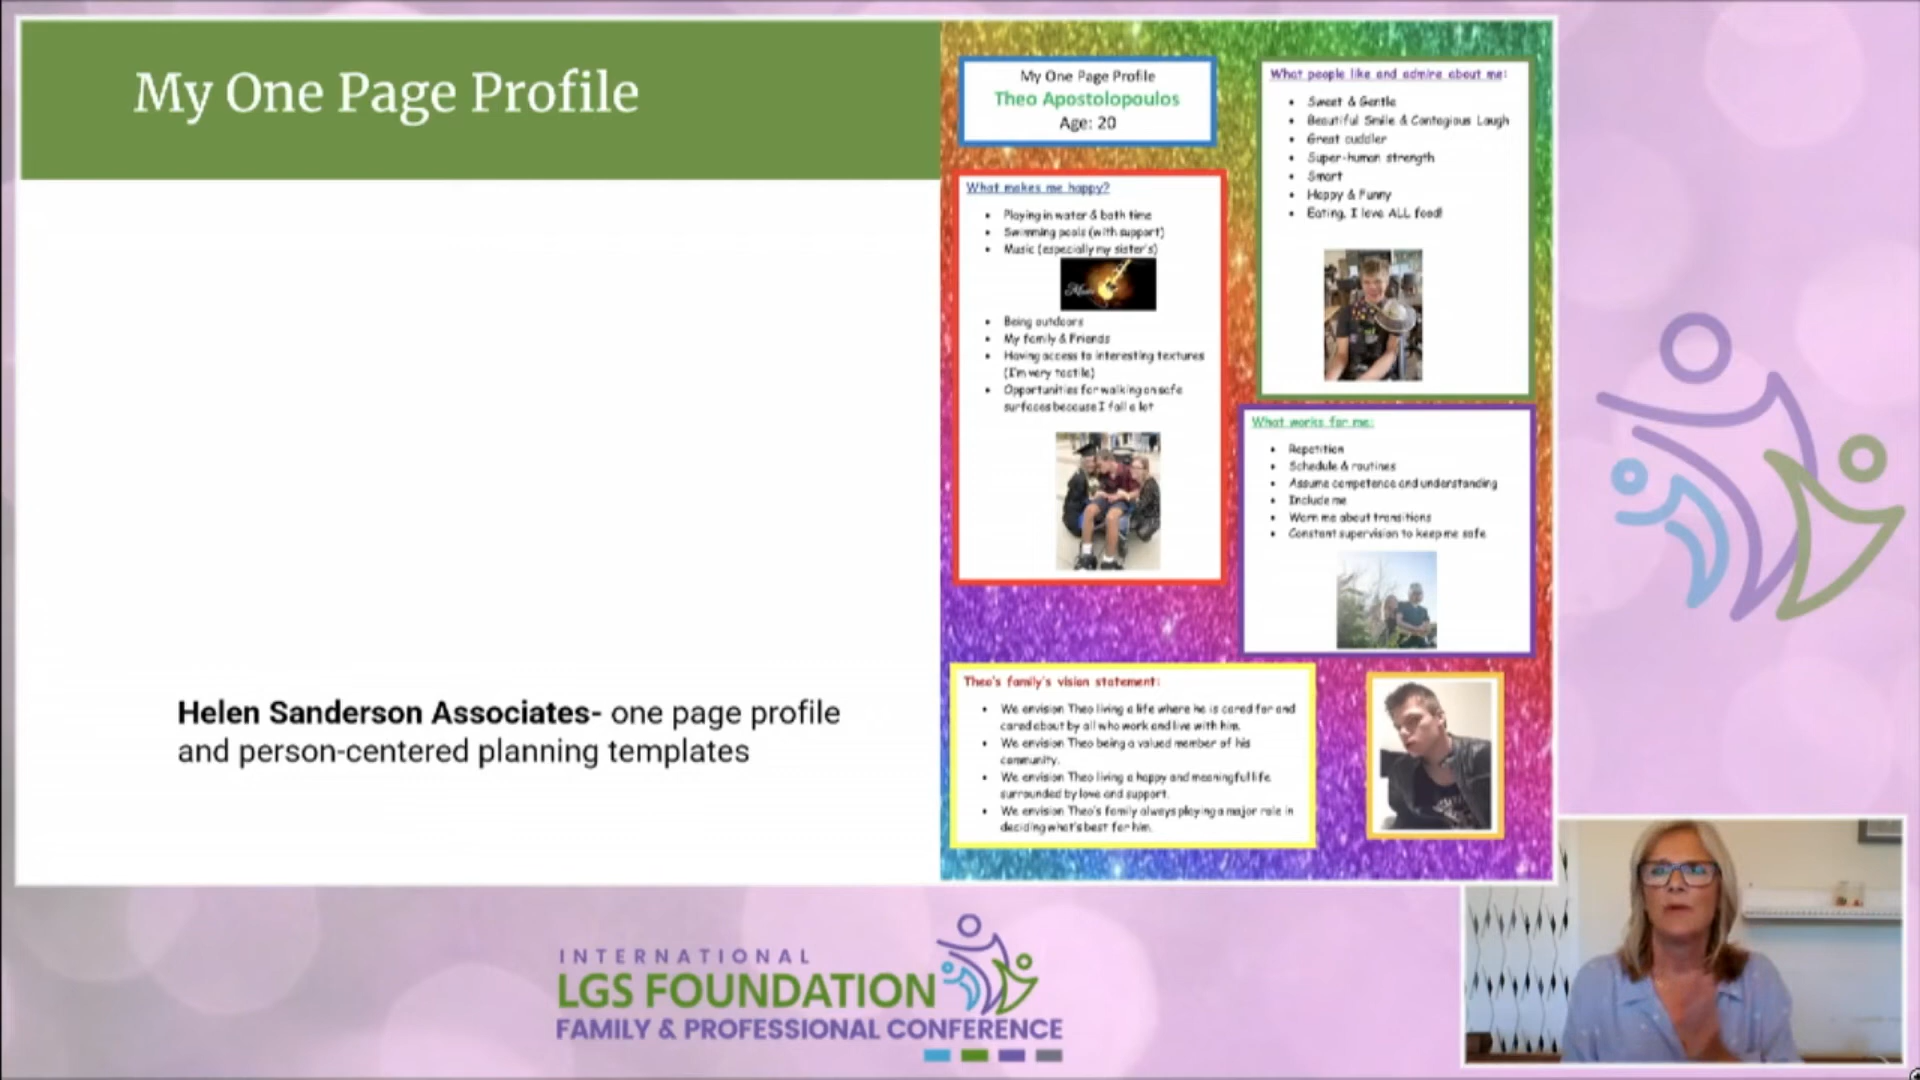 My One Page Profile
Helen Sanderson Associates- one page profile
and person-centered planning templates
My One Page Profile
Theo Apostolopoulos
Age: 20
What makes me happy?
• Playing in water & bath time
• Swimming pools (with support)
• Music (especially my sister's)
Music
• Being outdoors
• My family & Friends
• Having access to interesting textures
(I'm very tactile)
• Opportunities for walking on safe
surfaces because I fall a lot
What people like and admire about me:
• Sweet & Gentle
• Beautiful Smile & Contagious Laugh
• Great cuddler
• Super-human strength
• Smart
• Happy & Funny
• Eating, I love ALL food!
What works for me:
• Repetition
• Schedule & routines
• Assume competence and understanding
• Include me
• Warn me about transitions
• Constant supervision to keep me safe
Theo's family's vision statement:
• We envision Theo living a life where he is cared for and
cared about by all who work and live with him.
• We envision Theo being a valued member of his
community.
• We envision Theo living a happy and meaningful life
surrounded by love and support.
• We envision Theo's family always playing a major role in
deciding what's best for him.
INTERNATIONAL
LGS FOUNDATION
FAMILY & PROFESSIONAL CONFERENCE